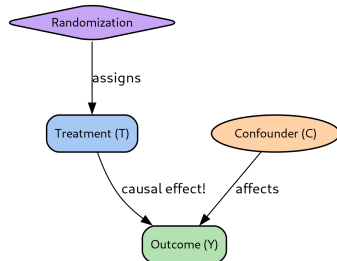 Randomization
assigns
Treatment (T)
Confounder (C)
causal effect!
affects
Outcome (Y)